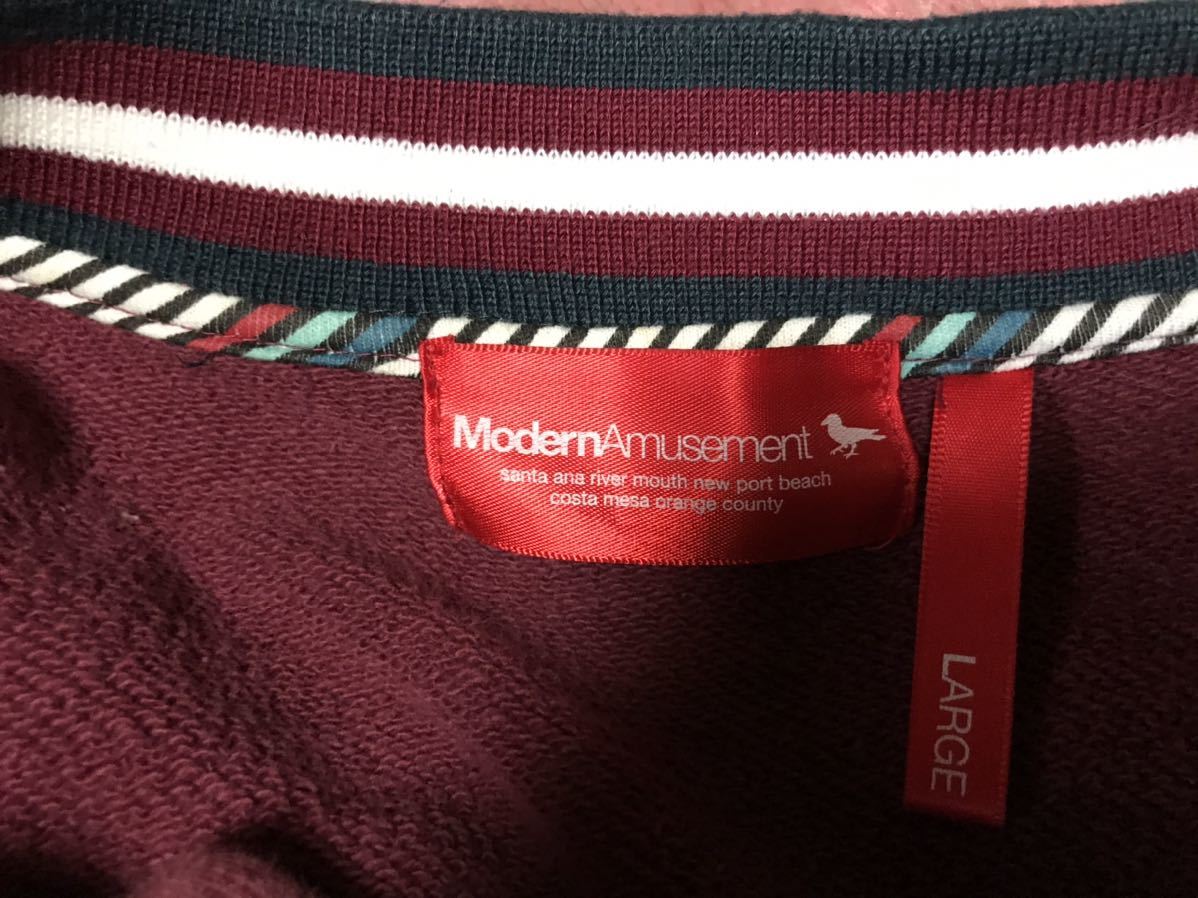 ModernAmusement
santa ana river mouth new port beach
costa mesa orange county
LARGE